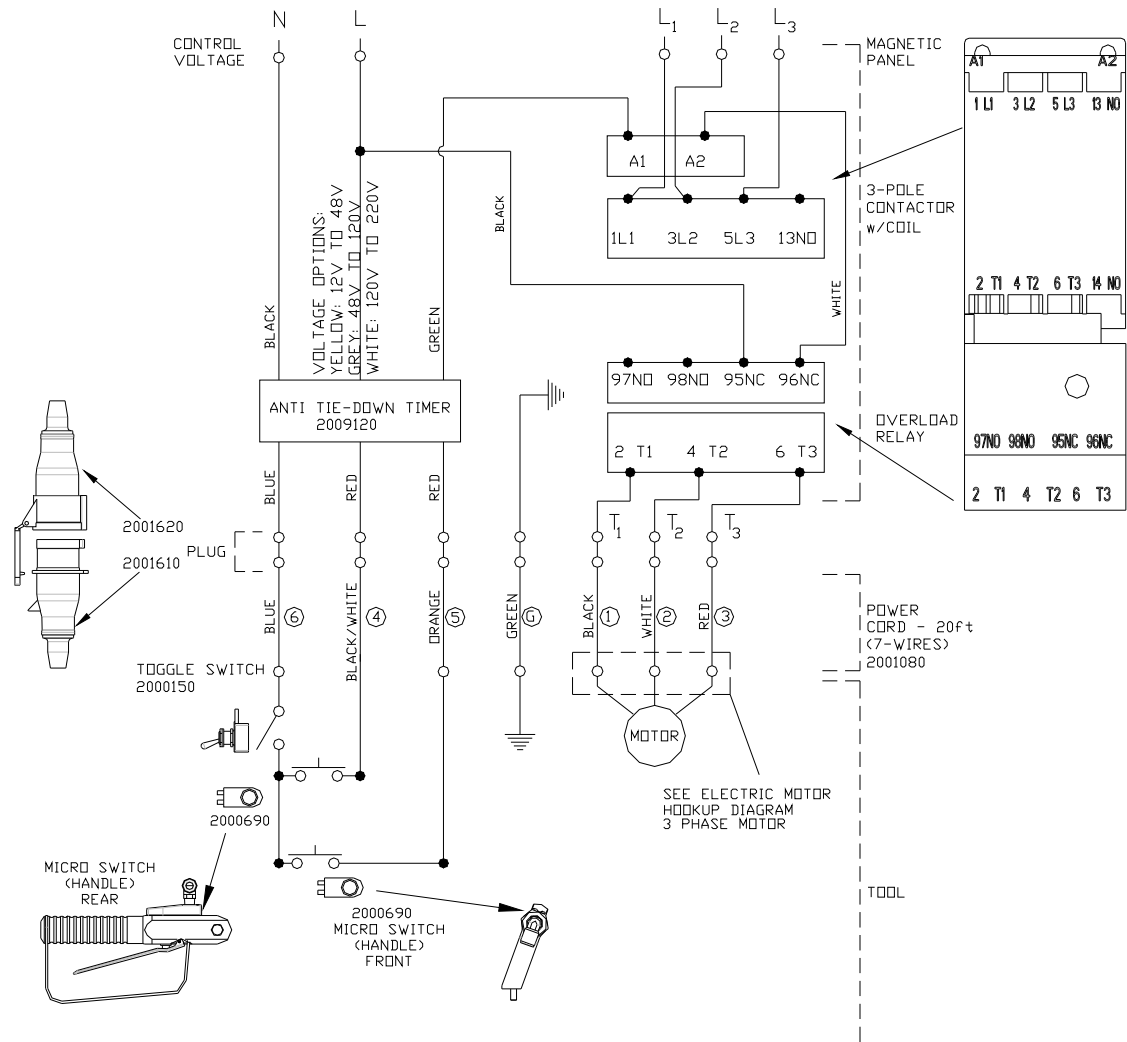 N
L
CONTROL
VOLTAGE
L1
L2
L3
MAGNETIC
PANEL
A1
A2
1 L1
3 L2
5 L3
13 NO
A1
A2
3-POLE
CONTACTOR
w/COIL
1L1
3L2
5L3
13NO
BLACK
VOLTAGE OPTIONS:
YELLOW: 12V TO 48V
GREY: 48V TO 120V
WHITE: 120V TO 220V
BLACK
GREEN
WHITE
2 T1
4 T2
6 T3
14 NO
97NO
98NO
95NC
96NC
ANTI TIE-DOWN TIMER
2009120
OVERLOAD
RELAY
2 T1
4 T2
6 T3
97NO
98NO
95NC
96NC
2 T1
4 T2
6 T3
BLUE
RED
RED
2001620
PLUG
2001610
T1
T2
T3
BLUE
6
BLACK/WHITE
4
ORANGE
5
GREEN
G
BLACK
1
WHITE
2
RED
3
POWER
CORD - 20ft
(7-WIRES)
2001080
TOGGLE SWITCH
2000150
MOTOR
SEE ELECTRIC MOTOR
HOOKUP DIAGRAM
3 PHASE MOTOR
2000690
MICRO SWITCH
(HANDLE)
REAR
2000690
MICRO SWITCH
(HANDLE)
FRONT
TOOL